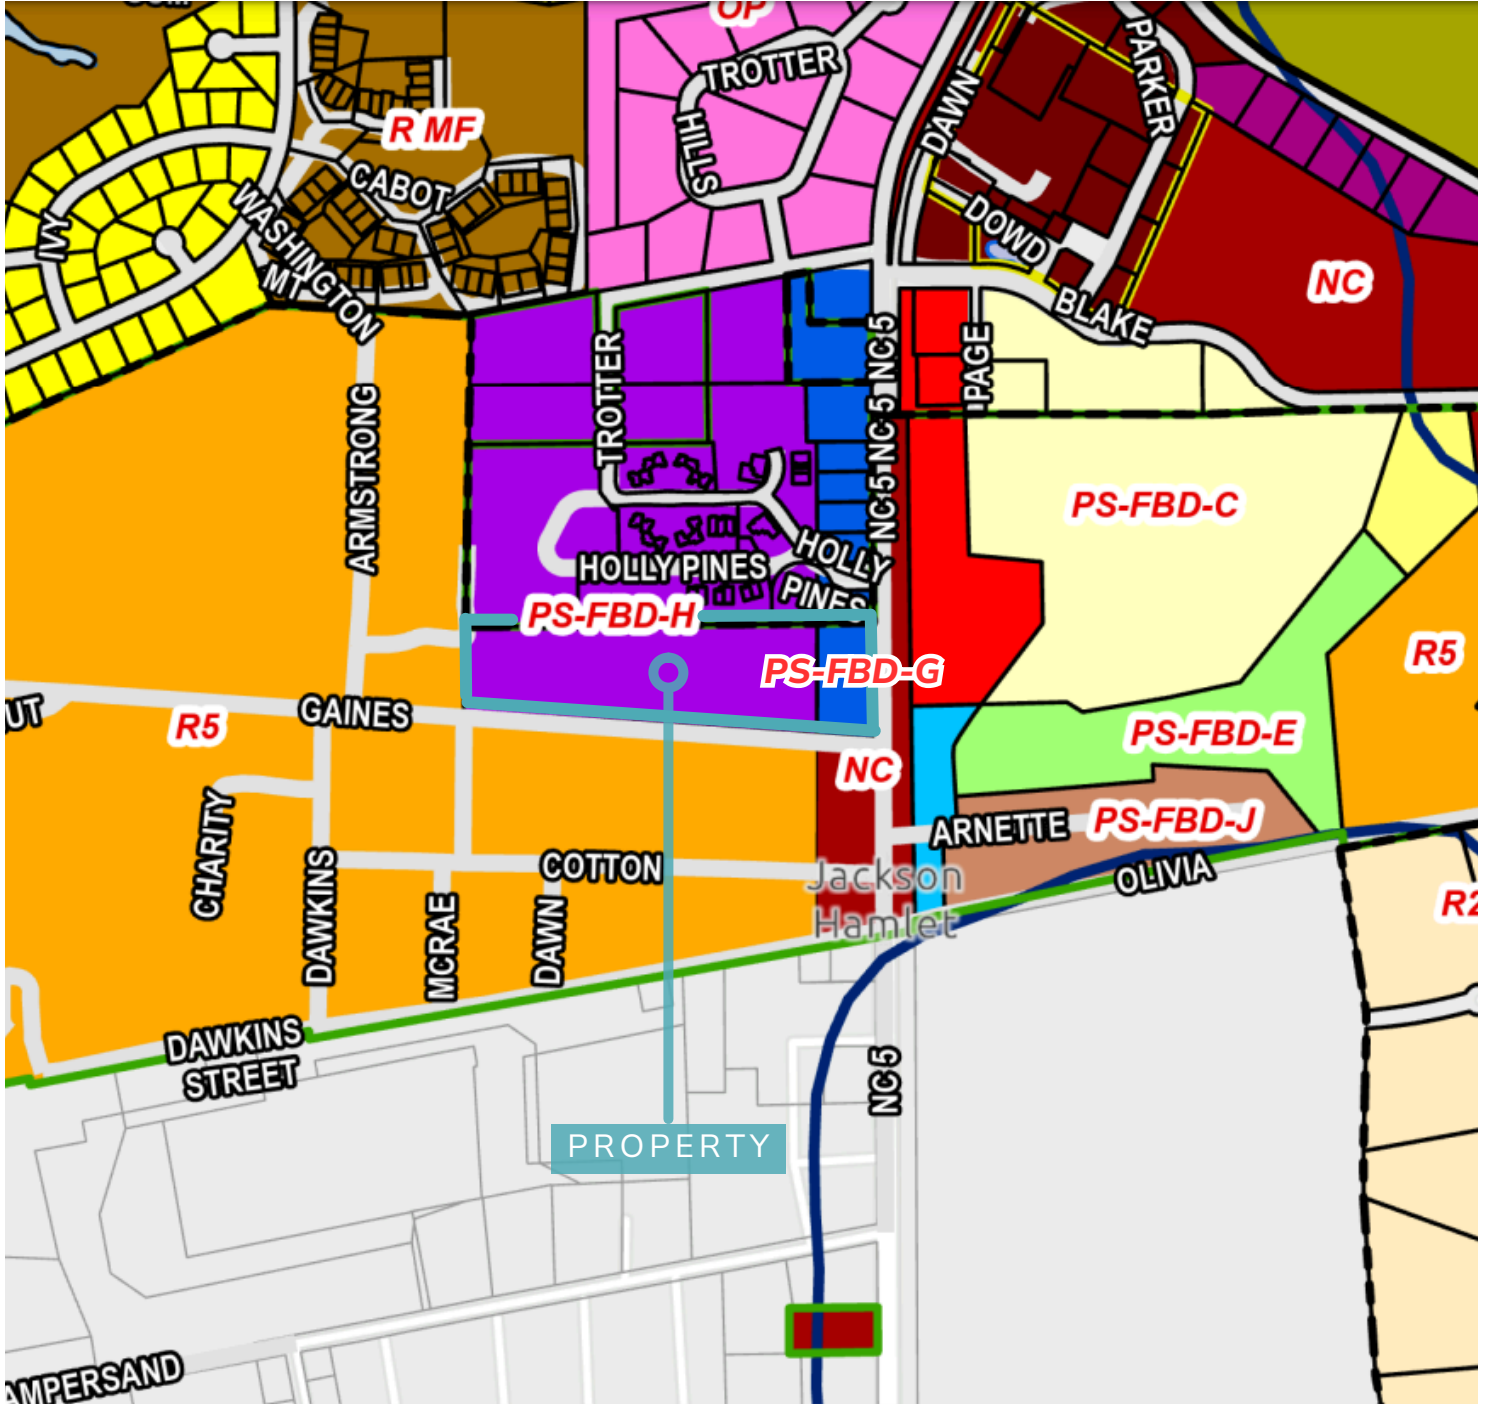 OP
TROTTER
HILLS
PARKER
DAWN
R MF
CABOT
WASHINGTON
MT
IVY
DOWD
NC
BLAKE
NC 5
PAGE
TROTTER
ARMSTRONG
NC 5
NC 5
PS-FBD-C
HOLLY PINES
HOLLY
PINES
PS-FBD-H
PS-FBD-G
R5
GAINES
R5
PS-FBD-E
NC
CHARITY
ARNETTE
PS-FBD-J
COTTON
Jackson
Hamlet
OLIVIA
DAWKINS
MCRAE
DAWN
DAWKINS
STREET
NC 5
PROPERTY
AMPERSAND